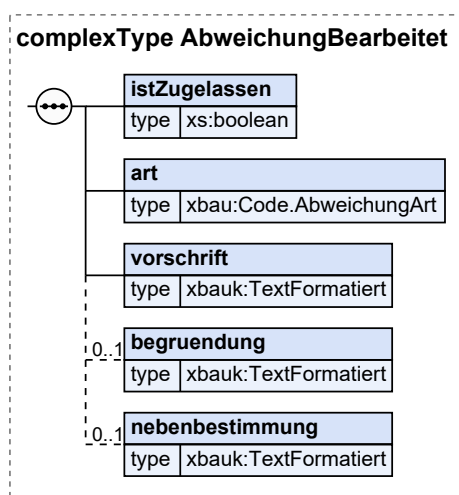 complexType AbweichungBearbeitet
istZugelassen
type xs:boolean
art
type xbau:Code.AbweichungArt
vorschrift
type xbauk:TextFormatiert
0..1 begruendung
type xbauk:TextFormatiert
0..1 nebenbestimmung
type xbauk:TextFormatiert